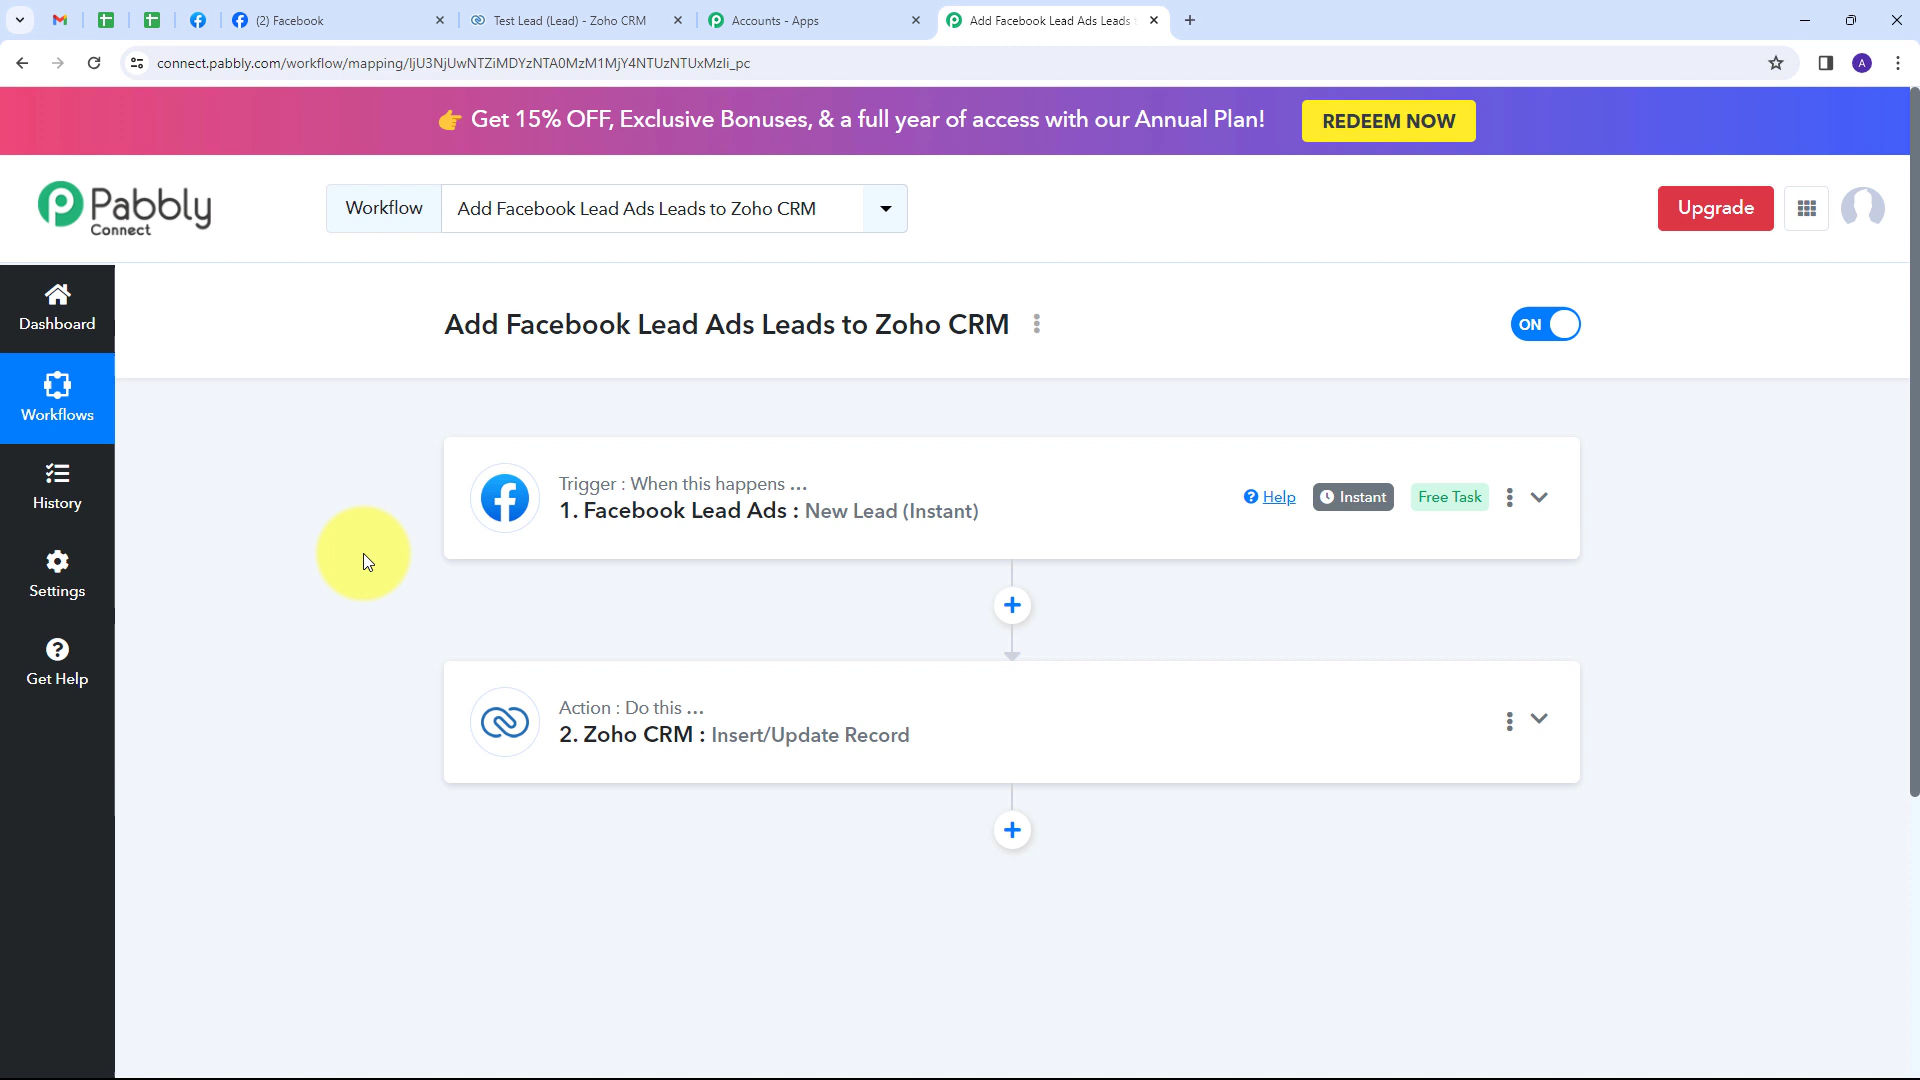 (2) Facebook
Test Lead (Lead) - Zoho CRM
Accounts - Apps
Add Facebook Lead Ads Leads t
connect.pabbly.com/workflow/mapping/IjU3NjUwNTZiMDYzNTA0MzM1MjY4NTUzNTUxMzIi_pc
A
👉 Get 15% OFF, Exclusive Bonuses, & a full year of access with our Annual Plan!
REDEEM NOW
Pabbly
Connect
Workflow
Add Facebook Lead Ads Leads to Zoho CRM
Upgrade
Dashboard
Workflows
History
Settings
Get Help
Add Facebook Lead Ads Leads to Zoho CRM
ON
Trigger : When this happens ...
1. Facebook Lead Ads : New Lead (Instant)
Help
Instant
Free Task
Action : Do this ...
2. Zoho CRM : Insert/Update Record